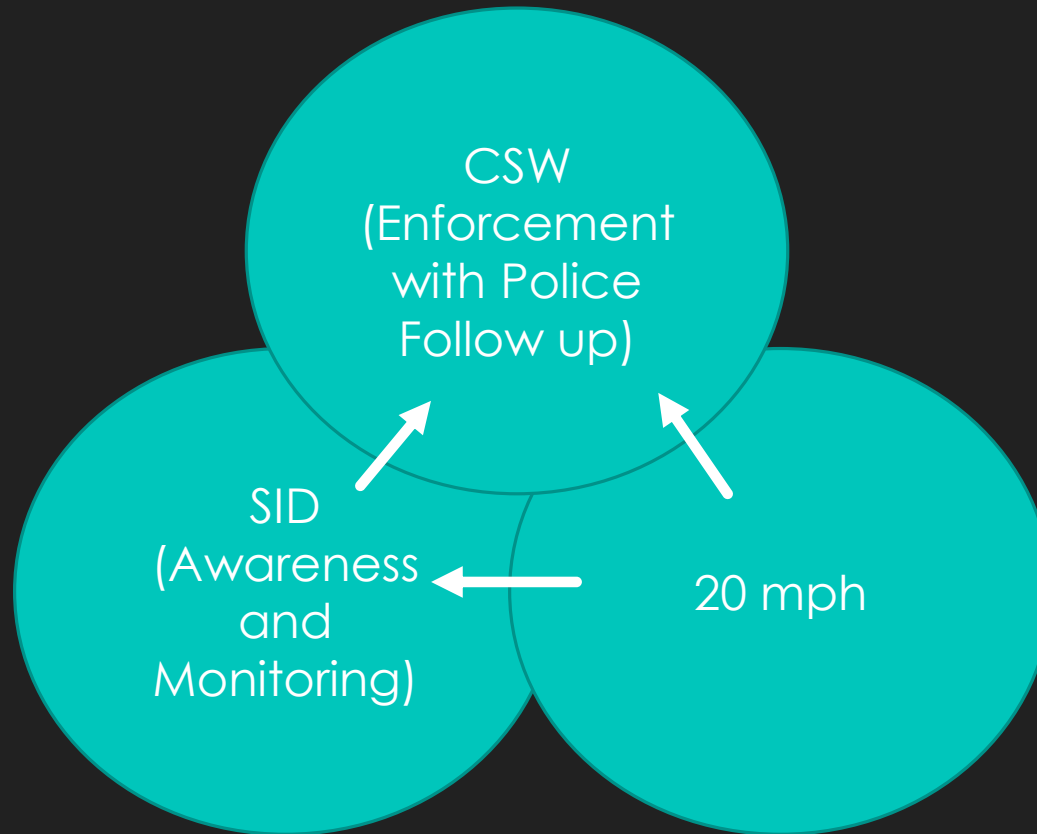 CSW
(Enforcement
with Police
Follow up)
SID
(Awareness
and
Monitoring)
20 mph